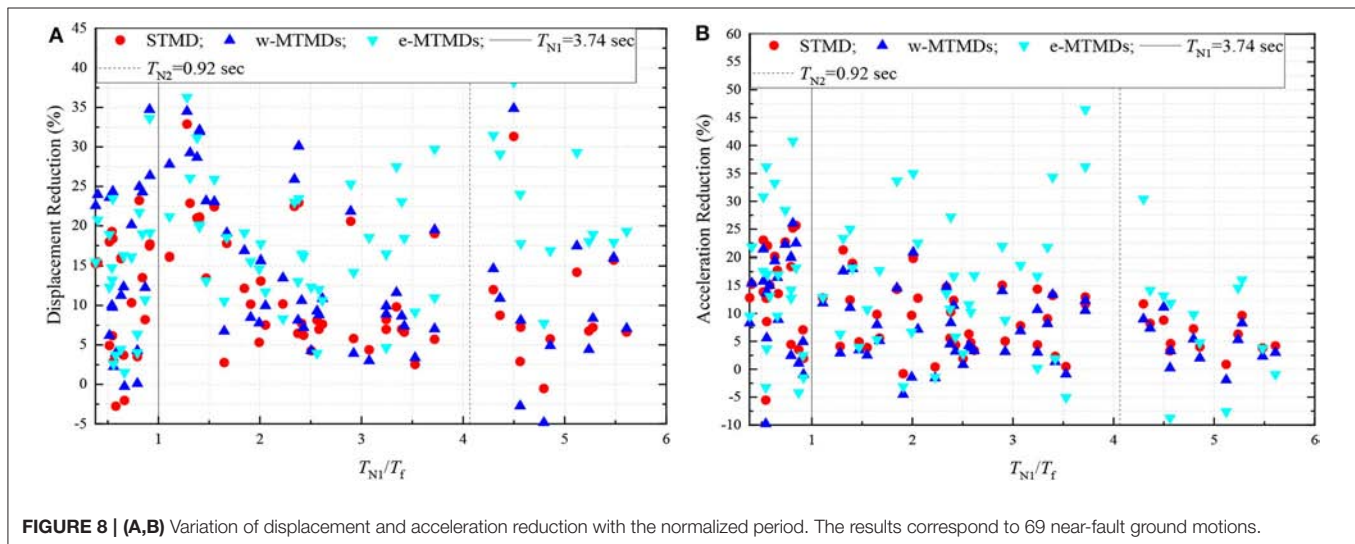 A
STMD; w-MTMDs; e-MTMDs; T_N1=3.74 sec
T_N2=0.92 sec
45
40
35
30
25
20
15
10
5
0
-5
Displacement Reduction (%)
1 2 3 4 5 6
T_N1/T_f
B
STMD; w-MTMDs; e-MTMDs; T_N1=3.74 sec
T_N2=0.92 sec
60
55
50
45
40
35
30
25
20
15
10
5
0
-5
-10
Acceleration Reduction (%)
1 2 3 4 5 6
T_N1/T_f
FIGURE 8 | (A,B) Variation of displacement and acceleration reduction with the normalized period. The results correspond to 69 near-fault ground motions.